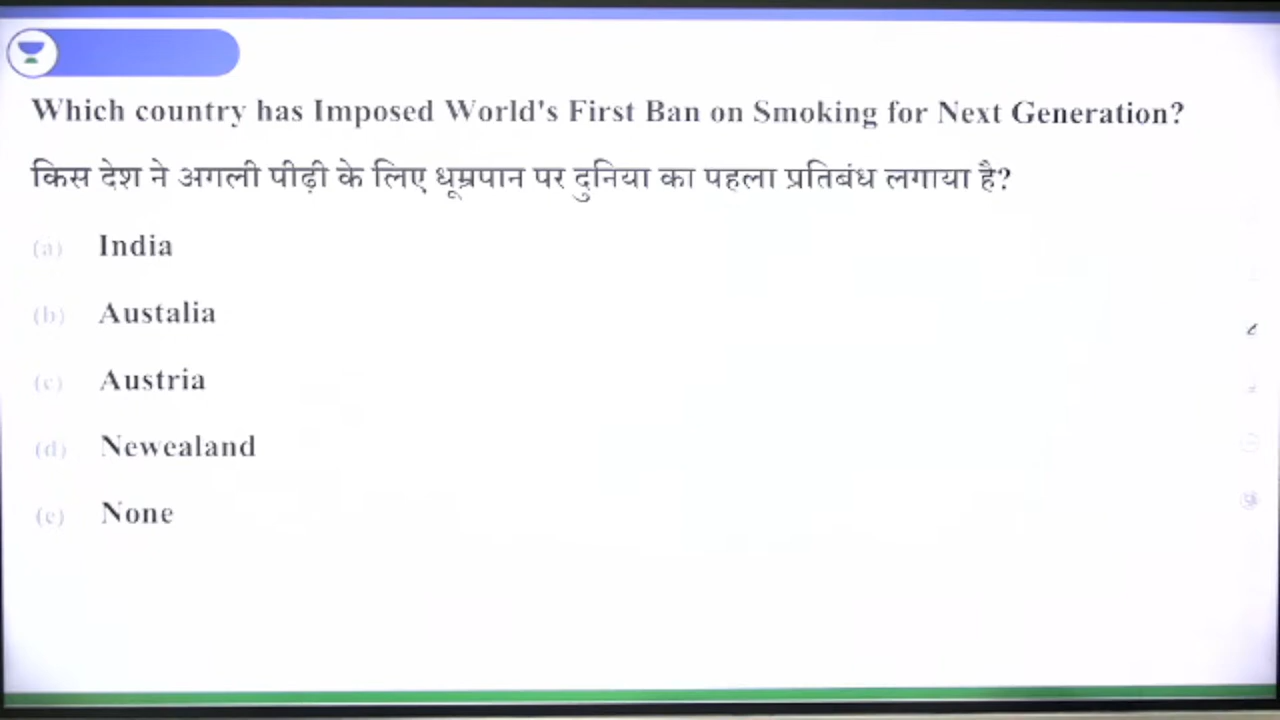 Which country has Imposed World's First Ban on Smoking for Next Generation?
किस देश ने अगली पीढ़ी के लिए धूम्रपान पर दुनिया का पहला प्रतिबंध लगाया है?
(a) India
(b) Austalia
(c) Austria
(d) Newealand
(e) None